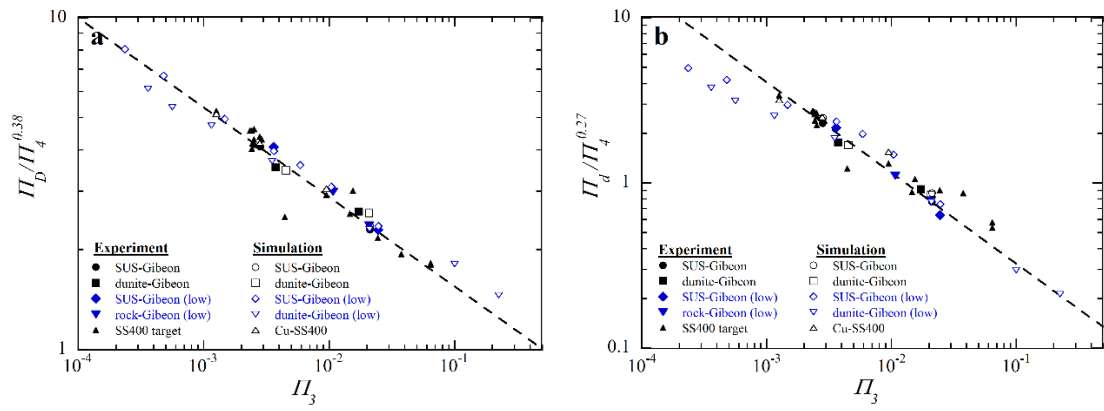 a
10
1
Π_D/Π_4^0.38
10^-4
10^-3
10^-2
10^-1
Π_3
Experiment Simulation
SUS-Gibeon SUS-Gibeon
dunite-Gibeon dunite-Gibeon
SUS-Gibeon (low) SUS-Gibeon (low)
rock-Gibeon (low) dunite-Gibeon (low)
SS400 target Cu-SS400
b
10
1
0.1
Π_d/Π_4^0.27
10^-4
10^-3
10^-2
10^-1
Π_3
Experiment Simulation
SUS-Gibeon SUS-Gibeon
dunite-Gibeon dunite-Gibeon
SUS-Gibeon (low) SUS-Gibeon (low)
rock-Gibeon (low) dunite-Gibeon (low)
SS400 target Cu-SS400